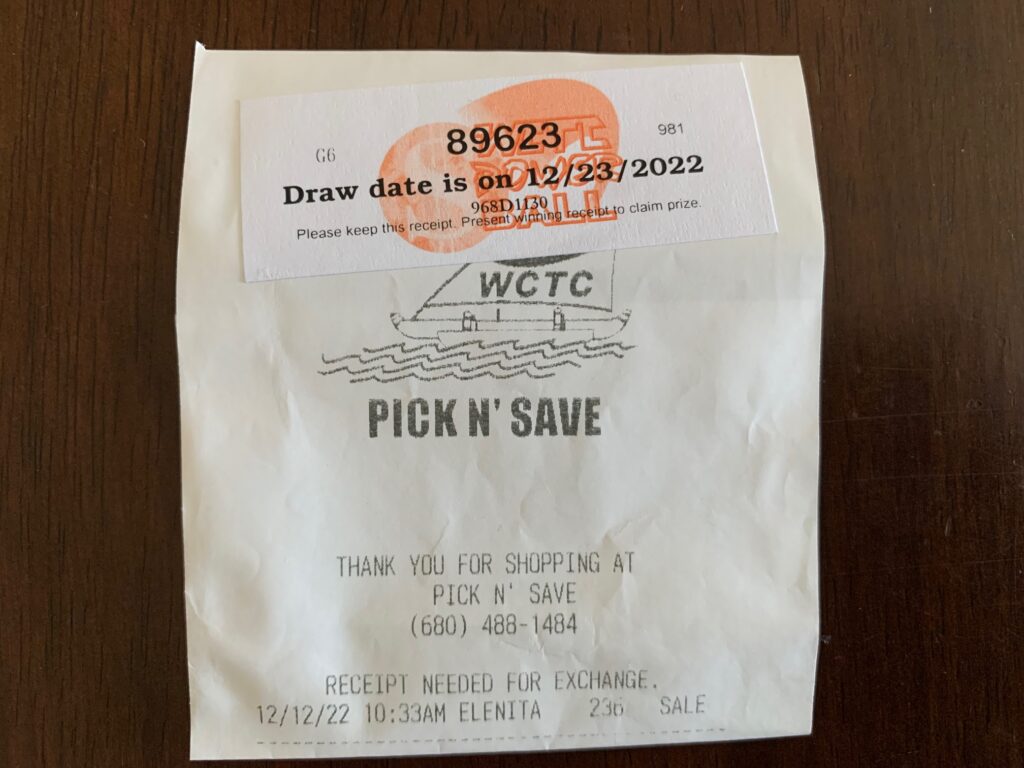 G6 89623 981
Draw date is on 12/23/2022
968D1130
Please keep this receipt. Present winning receipt to claim prize.
POWER
BALL
WCTC
PICK N' SAVE
THANK YOU FOR SHOPPING AT
PICK N' SAVE
(680) 488-1484
RECEIPT NEEDED FOR EXCHANGE.
12/12/22 10:33AM ELENITA 236 SALE